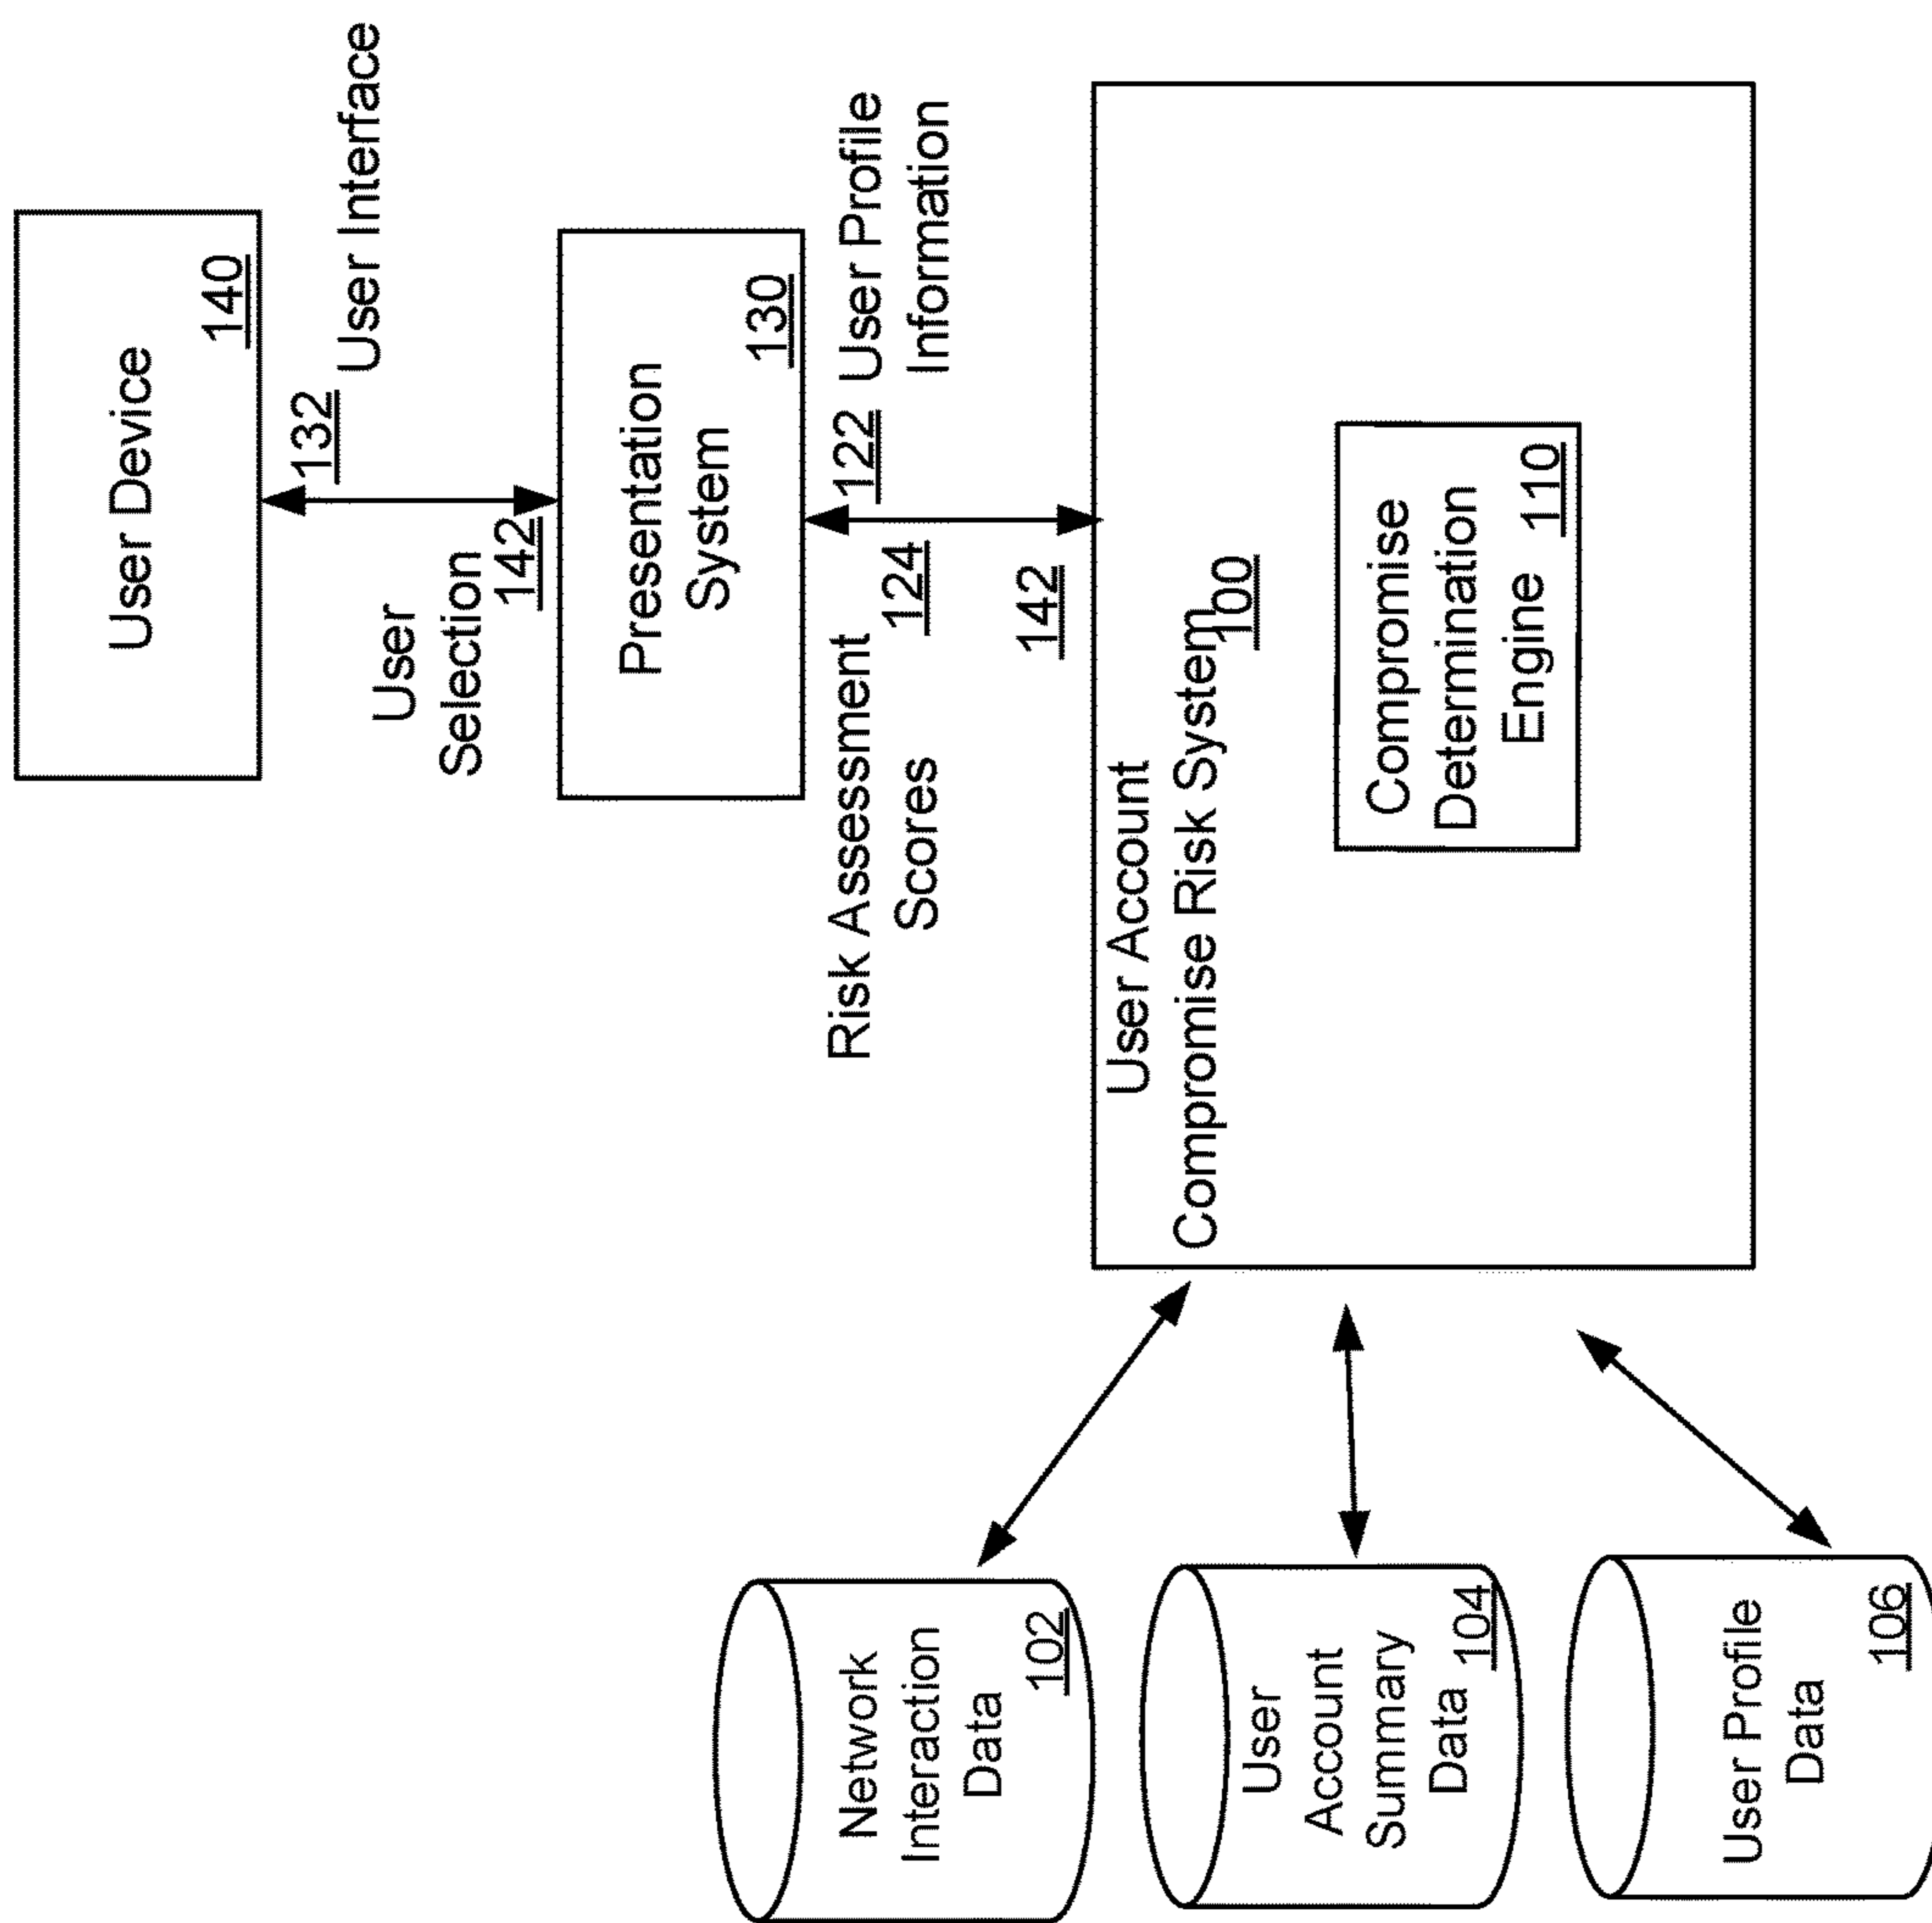 User Device
140
132
User Interface
User
Selection
142
Presentation
System
130
Risk Assessment
Scores
124
122
User Profile
Information
142
User Account
Compromise Risk System
100
Compromise
Determination
Engine 110
Network
Interaction
Data
102
User
Account
Summary
Data 104
User Profile
Data
106